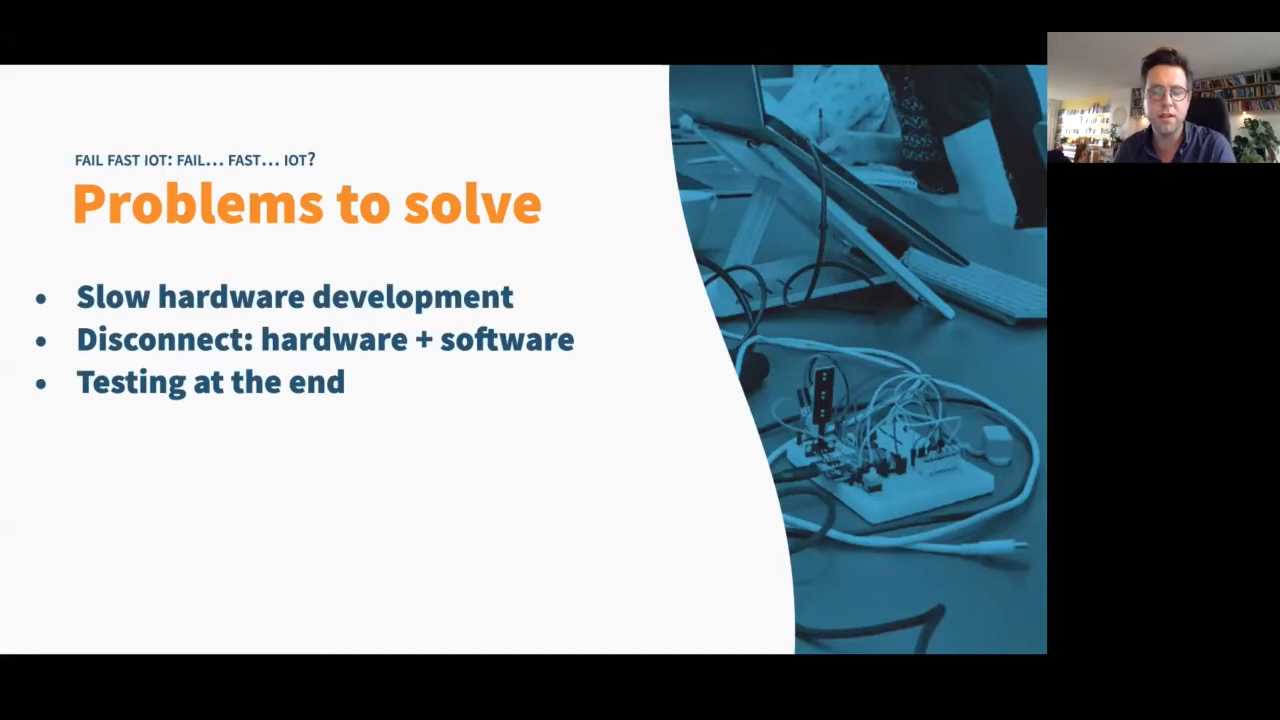 FAIL FAST IOT: FAIL... FAST... IOT?
Problems to solve
• Slow hardware development
• Disconnect: hardware + software
• Testing at the end